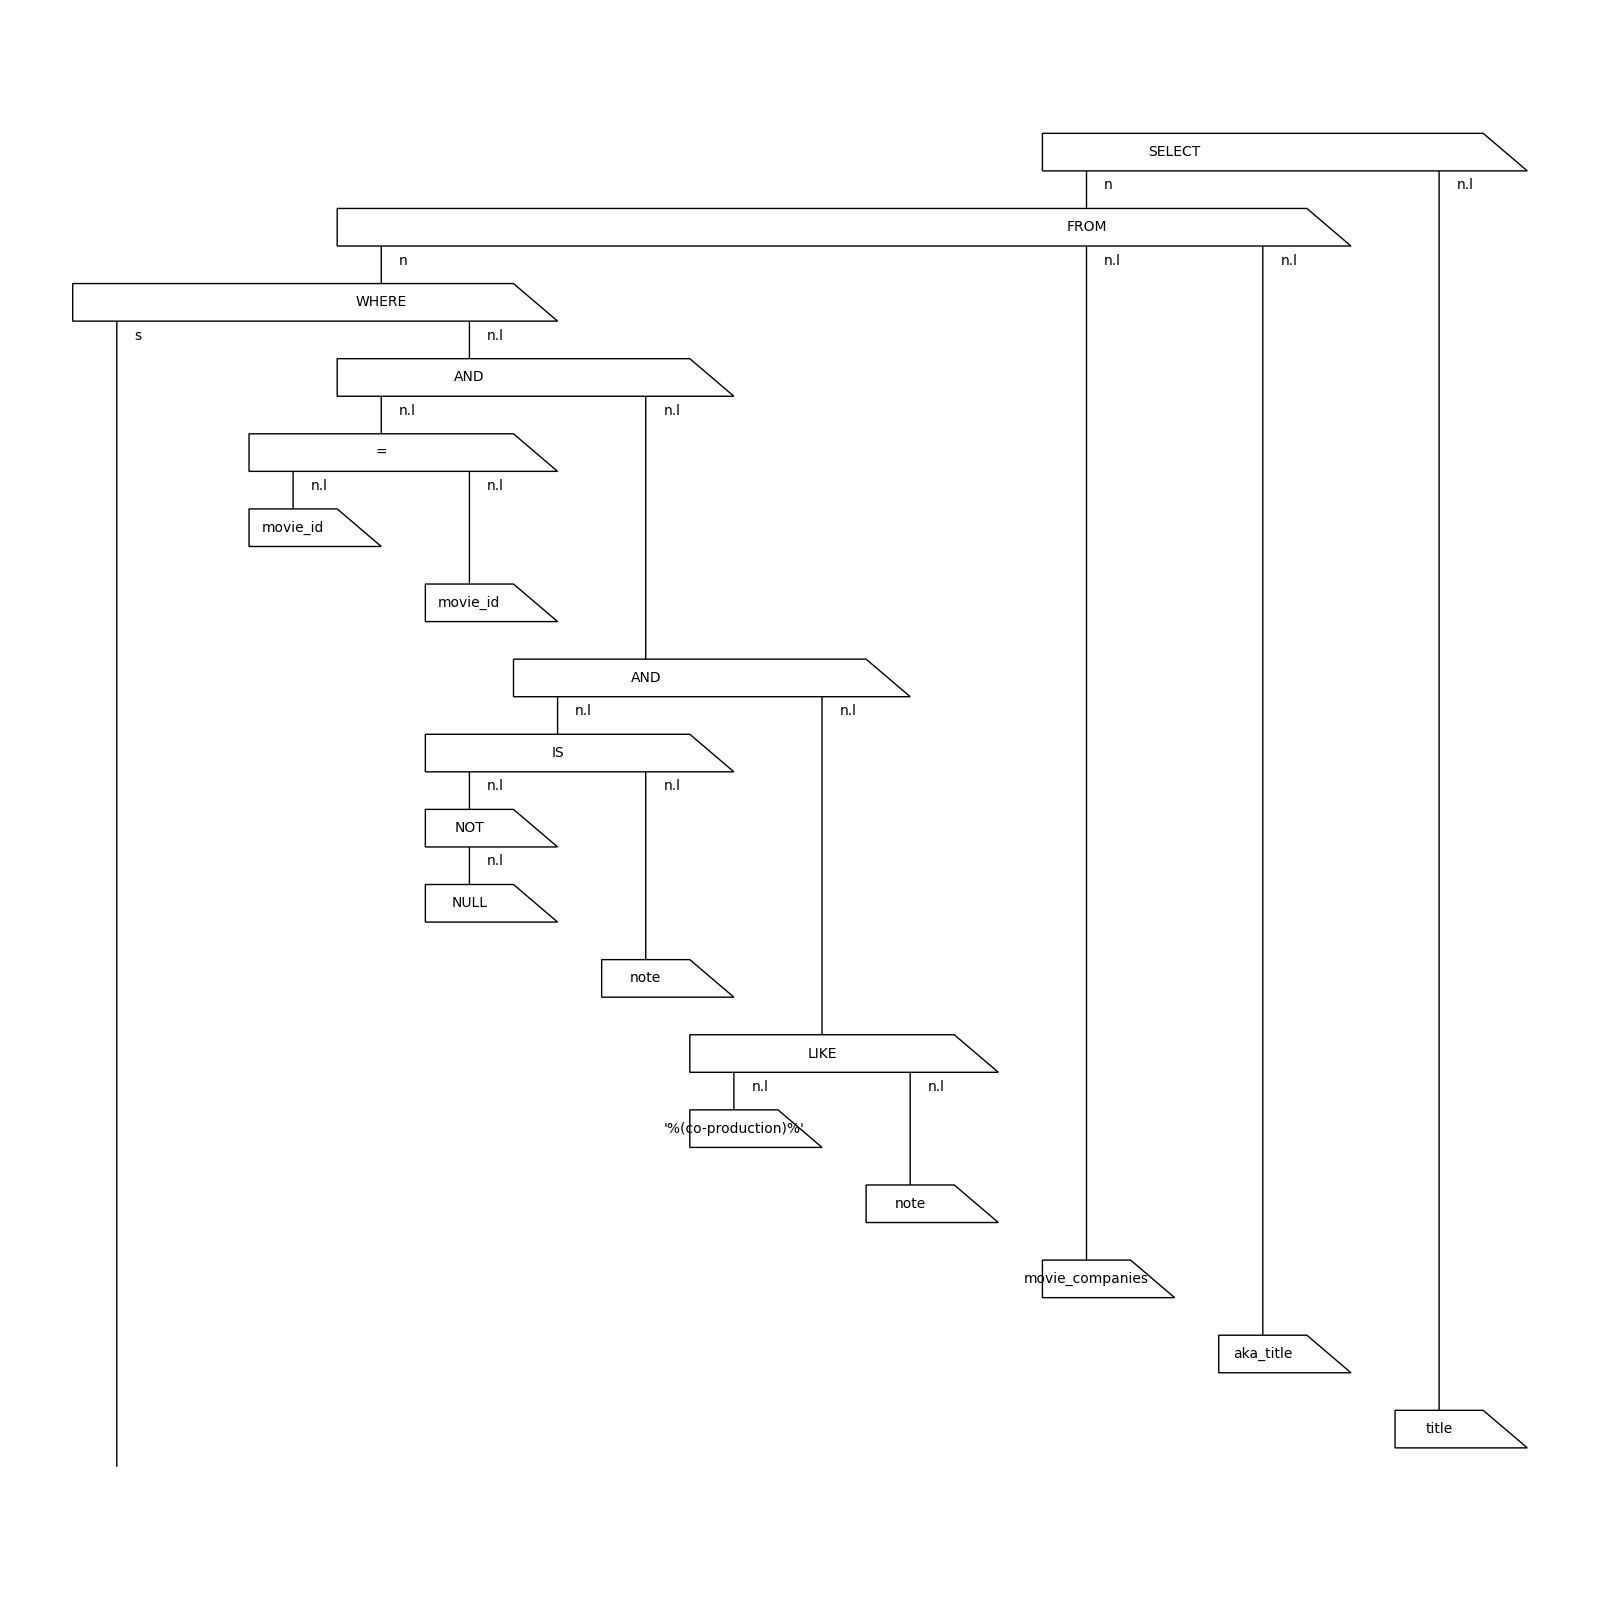 SELECT
n n.l
FROM
n n.l n.l
WHERE
s n.l
AND
n.l n.l
=
n.l n.l
movie_id
movie_id
AND
n.l n.l
IS
n.l n.l
NOT
n.l
NULL
note
LIKE
n.l n.l
'%(co-production)%'
note
movie_companies
aka_title
title